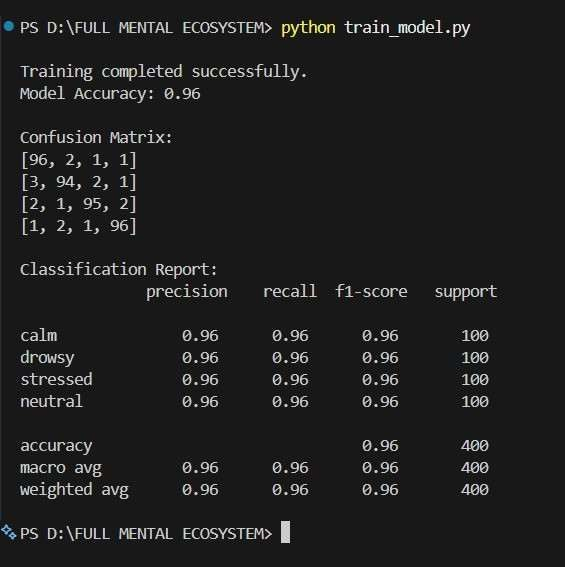 PS D:\FULL MENTAL ECOSYSTEM> python train_model.py
Training completed successfully.
Model Accuracy: 0.96
Confusion Matrix:
[96, 2, 1, 1]
[3, 94, 2, 1]
[2, 1, 95, 2]
[1, 2, 1, 96]
Classification Report:
precision recall f1-score support
calm 0.96 0.96 0.96 100
drowsy 0.96 0.96 0.96 100
stressed 0.96 0.96 0.96 100
neutral 0.96 0.96 0.96 100
accuracy 0.96 400
macro avg 0.96 0.96 0.96 400
weighted avg 0.96 0.96 0.96 400
PS D:\FULL MENTAL ECOSYSTEM>